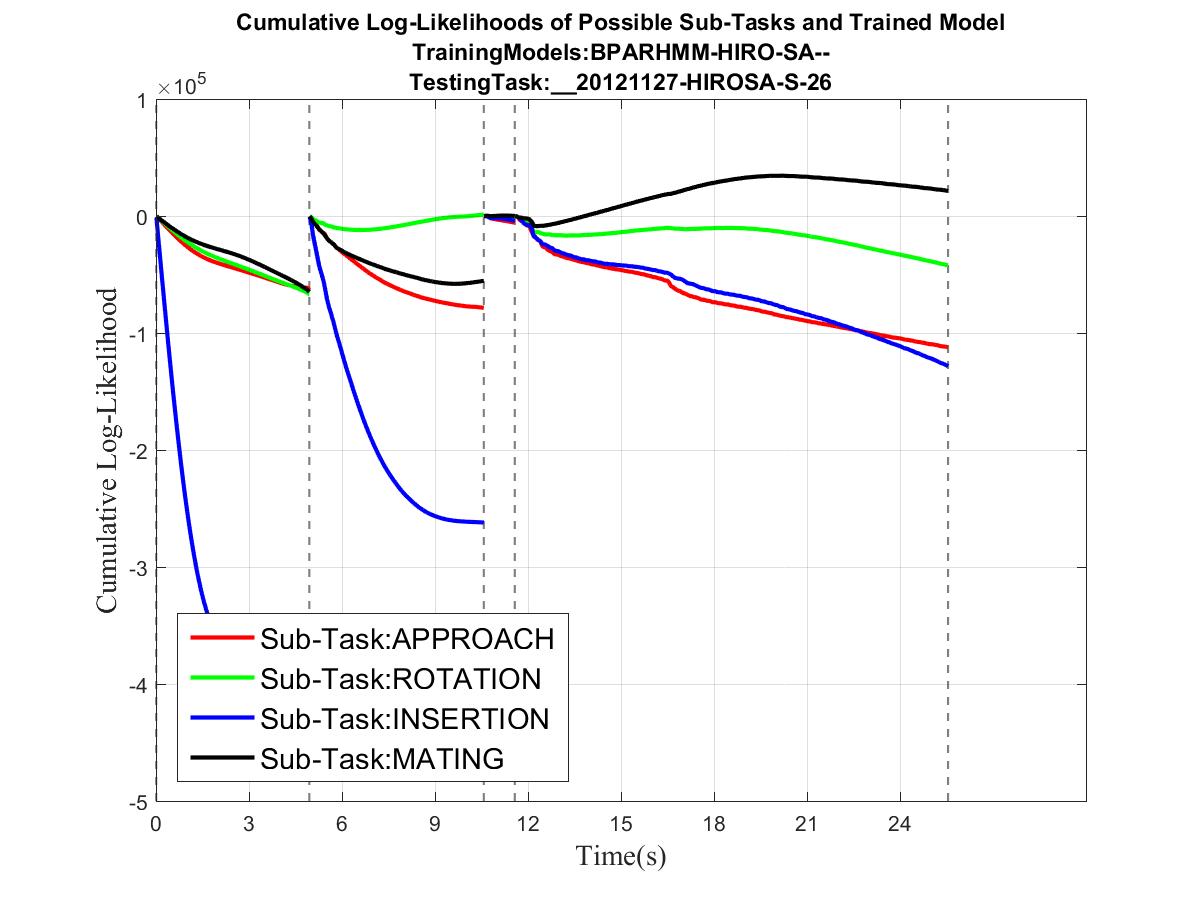 Cumulative Log-Likelihoods of Possible Sub-Tasks and Trained Model
TrainingModels:BPARHMM-HIRO-SA--
TestingTask:__20121127-HIROSA-S-26
×10^5
1
0
-1
-2
-3
-4
-5
Cumulative Log-Likelihood
Sub-Task:APPROACH
Sub-Task:ROTATION
Sub-Task:INSERTION
Sub-Task:MATING
0 3 6 9 12 15 18 21 24
Time(s)